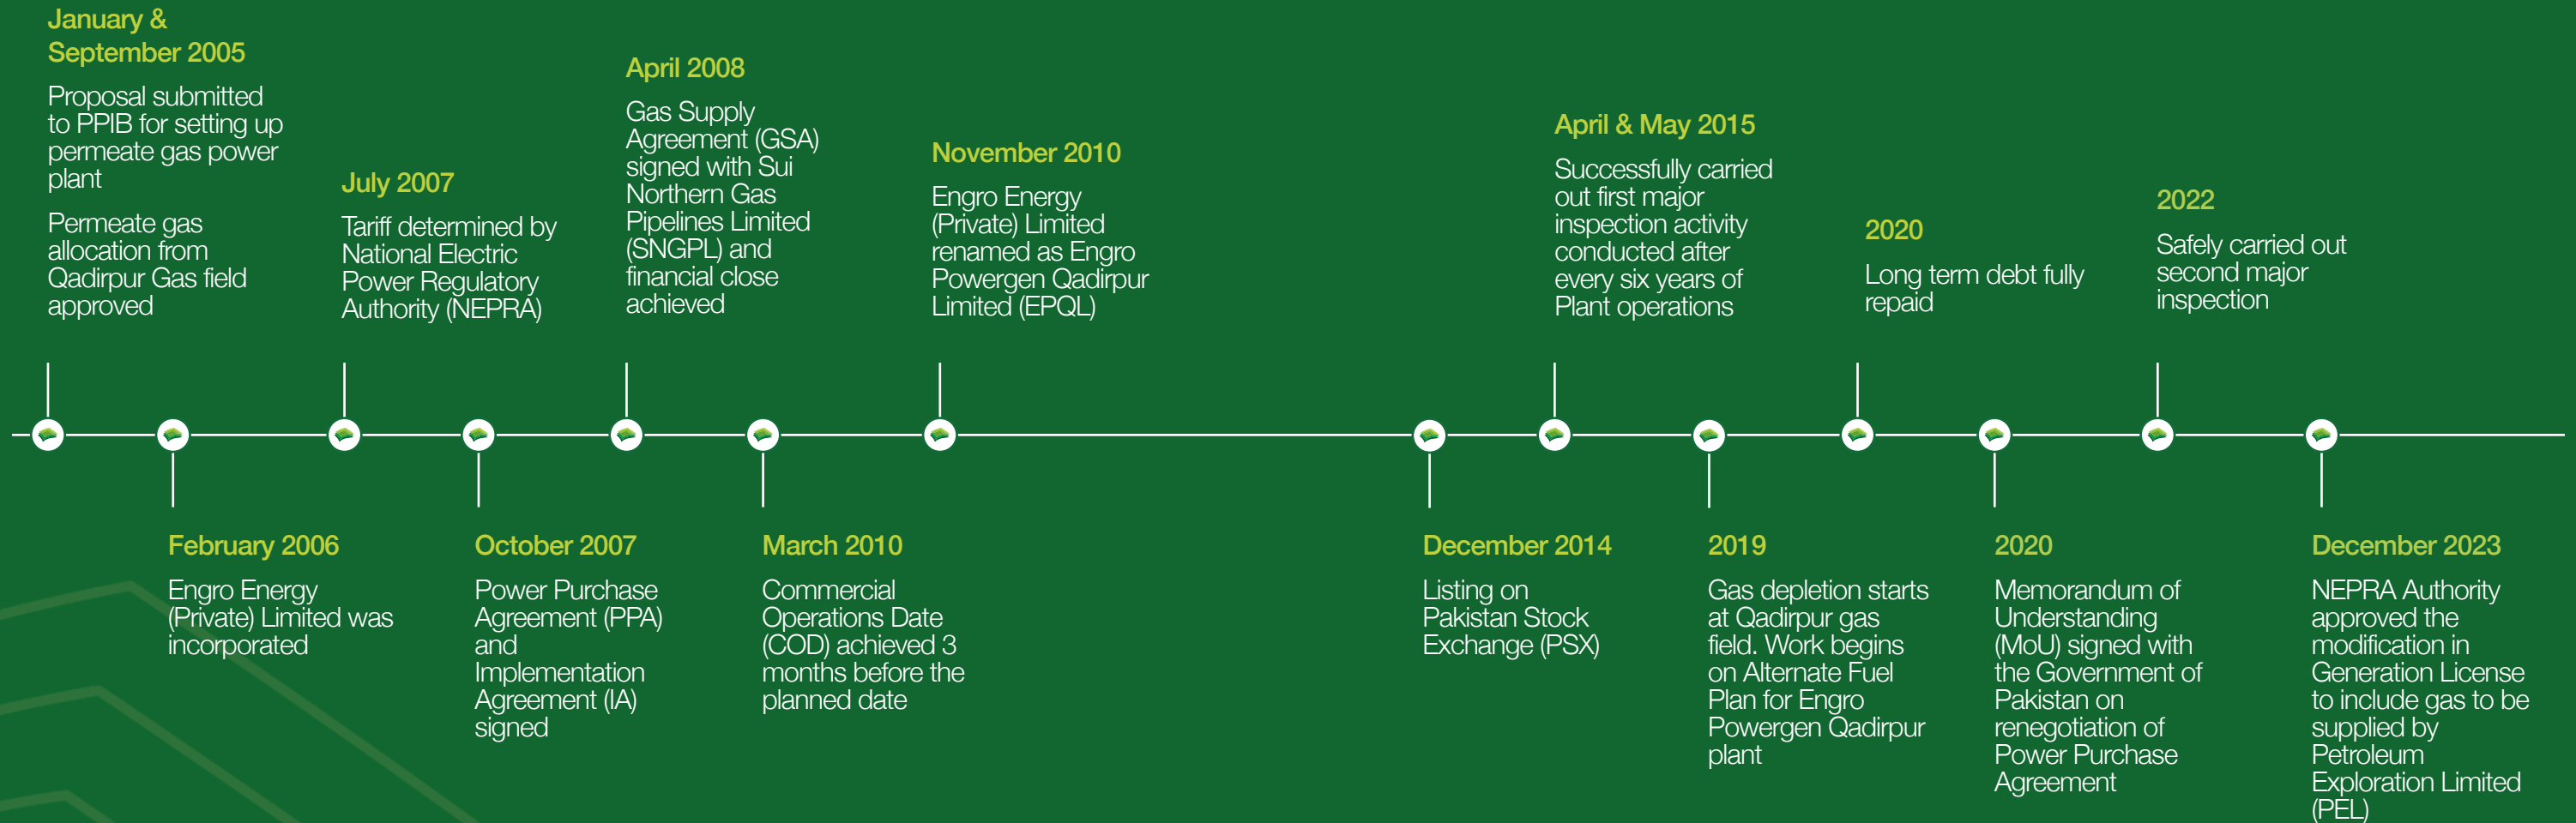 January &
September 2005
Proposal submitted
to PPIB for setting up
permeate gas power
plant
Permeate gas
allocation from
Qadirpur Gas field
approved
February 2006
Engro Energy
(Private) Limited was
incorporated
July 2007
Tariff determined by
National Electric
Power Regulatory
Authority (NEPRA)
October 2007
Power Purchase
Agreement (PPA)
and
Implementation
Agreement (IA)
signed
April 2008
Gas Supply
Agreement (GSA)
signed with Sui
Northern Gas
Pipelines Limited
(SNGPL) and
financial close
achieved
March 2010
Commercial
Operations Date
(COD) achieved 3
months before the
planned date
November 2010
Engro Energy
(Private) Limited
renamed as Engro
Powergen Qadirpur
Limited (EPQL)
December 2014
Listing on
Pakistan Stock
Exchange (PSX)
April & May 2015
Successfully carried
out first major
inspection activity
conducted after
every six years of
Plant operations
2019
Gas depletion starts
at Qadirpur gas
field. Work begins
on Alternate Fuel
Plan for Engro
Powergen Qadirpur
plant
2020
Long term debt fully
repaid
2020
Memorandum of
Understanding
(MoU) signed with
the Government of
Pakistan on
renegotiation of
Power Purchase
Agreement
2022
Safely carried out
second major
inspection
December 2023
NEPRA Authority
approved the
modification in
Generation License
to include gas to be
supplied by
Petroleum
Exploration Limited
(PEL)